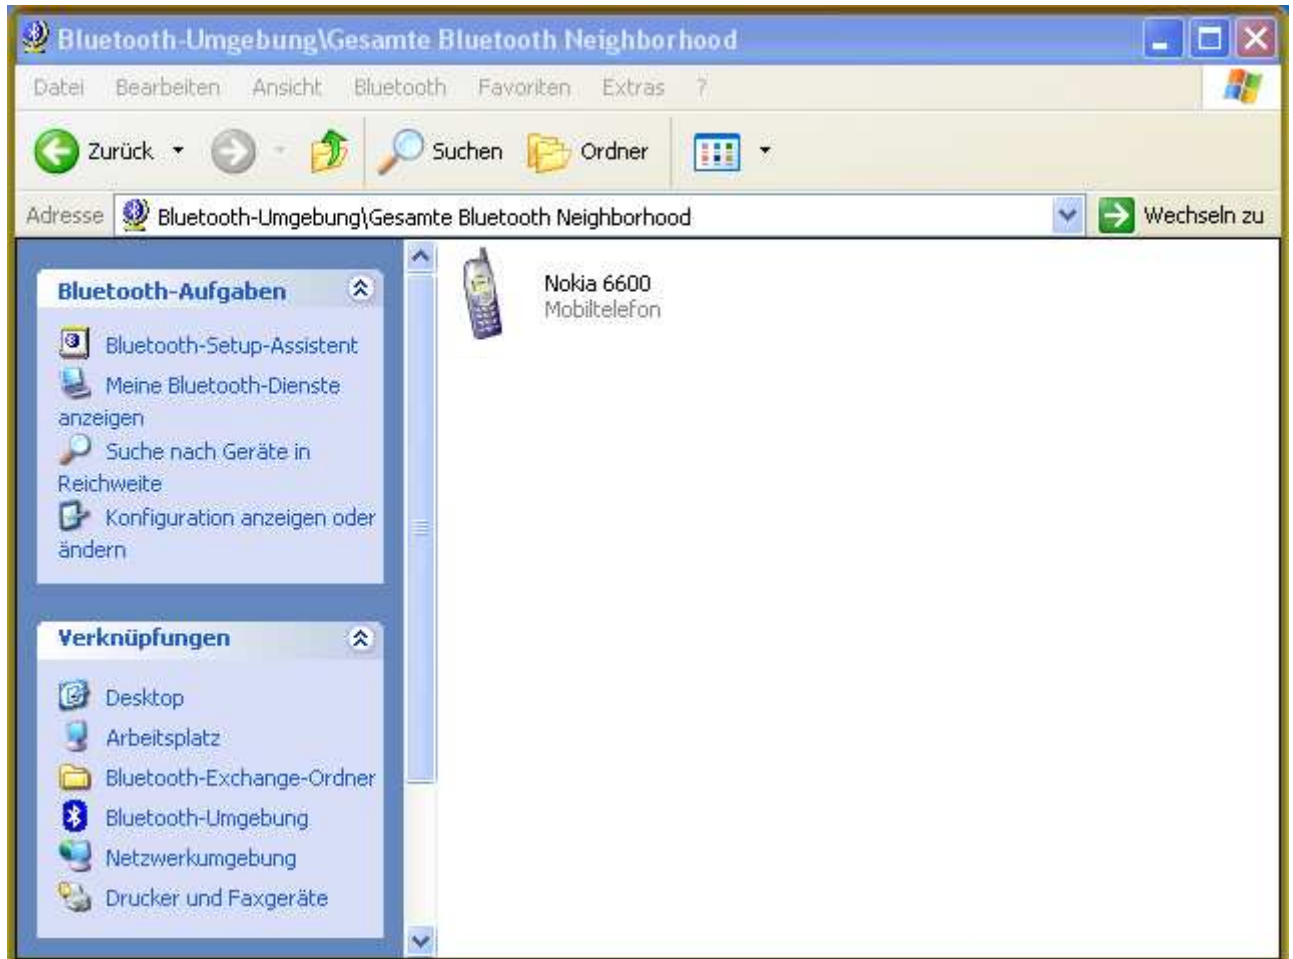 Bluetooth-Umgebung\Gesamte Bluetooth Neighborhood
Datei Bearbeiten Ansicht Bluetooth Favoriten Extras ?
Zurück Suchen Ordner
Adresse Bluetooth-Umgebung\Gesamte Bluetooth Neighborhood Wechseln zu
Bluetooth-Aufgaben
Bluetooth-Setup-Assistent
Meine Bluetooth-Dienste
anzeigen
Suche nach Geräte in
Reichweite
Konfiguration anzeigen oder
ändern
Verknüpfungen
Desktop
Arbeitsplatz
Bluetooth-Exchange-Ordner
Bluetooth-Umgebung
Netzwerkumgebung
Drucker und Faxgeräte
Nokia 6600
Mobiltelefon